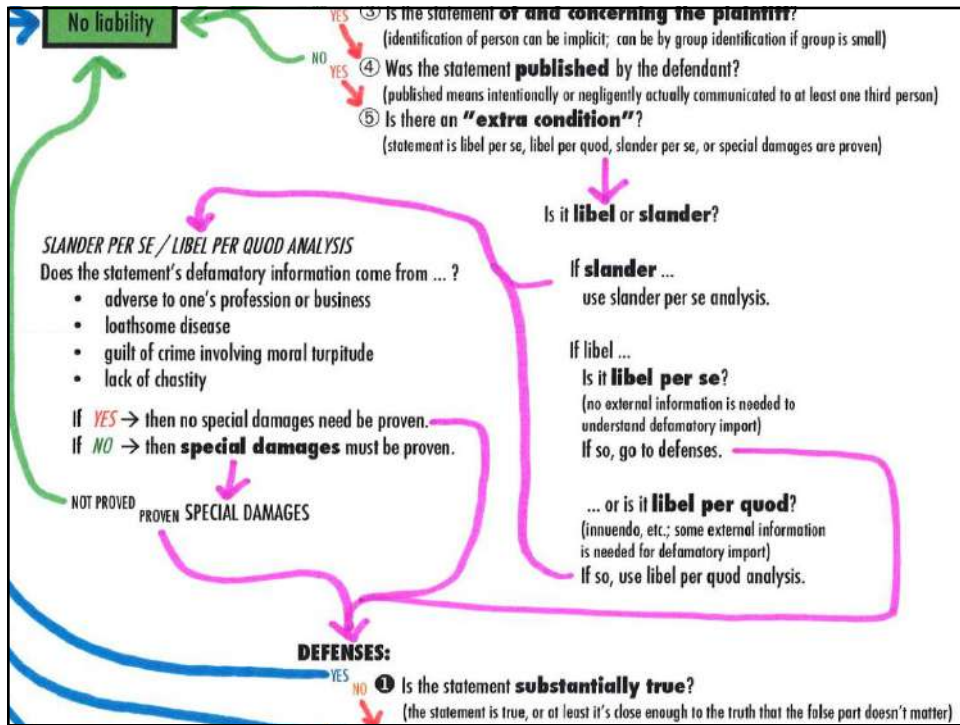 No liability
YES ③ Is the statement of and concerning the plaintiff?
(identification of person can be implicit; can be by group identification if group is small)
NO YES ④ Was the statement published by the defendant?
(published means intentionally or negligently actually communicated to at least one third person)
⑤ Is there an "extra condition"?
(statement is libel per se, libel per quod, slander per se, or special damages are proven)
Is it libel or slander?
SLANDER PER SE / LIBEL PER QUOD ANALYSIS
Does the statement's defamatory information come from ... ?
• adverse to one's profession or business
• loathsome disease
• guilt of crime involving moral turpitude
• lack of chastity
If YES → then no special damages need be proven.
If NO → then special damages must be proven.
NOT PROVED PROVEN SPECIAL DAMAGES
If slander ...
use slander per se analysis.
If libel ...
Is it libel per se?
(no external information is needed to
understand defamatory import)
If so, go to defenses.
... or is it libel per quod?
(innuendo, etc.; some external information
is needed for defamatory import)
If so, use libel per quod analysis.
DEFENSES:
YES NO ❶ Is the statement substantially true?
(the statement is true, or at least it's close enough to the truth that the false part doesn't matter)